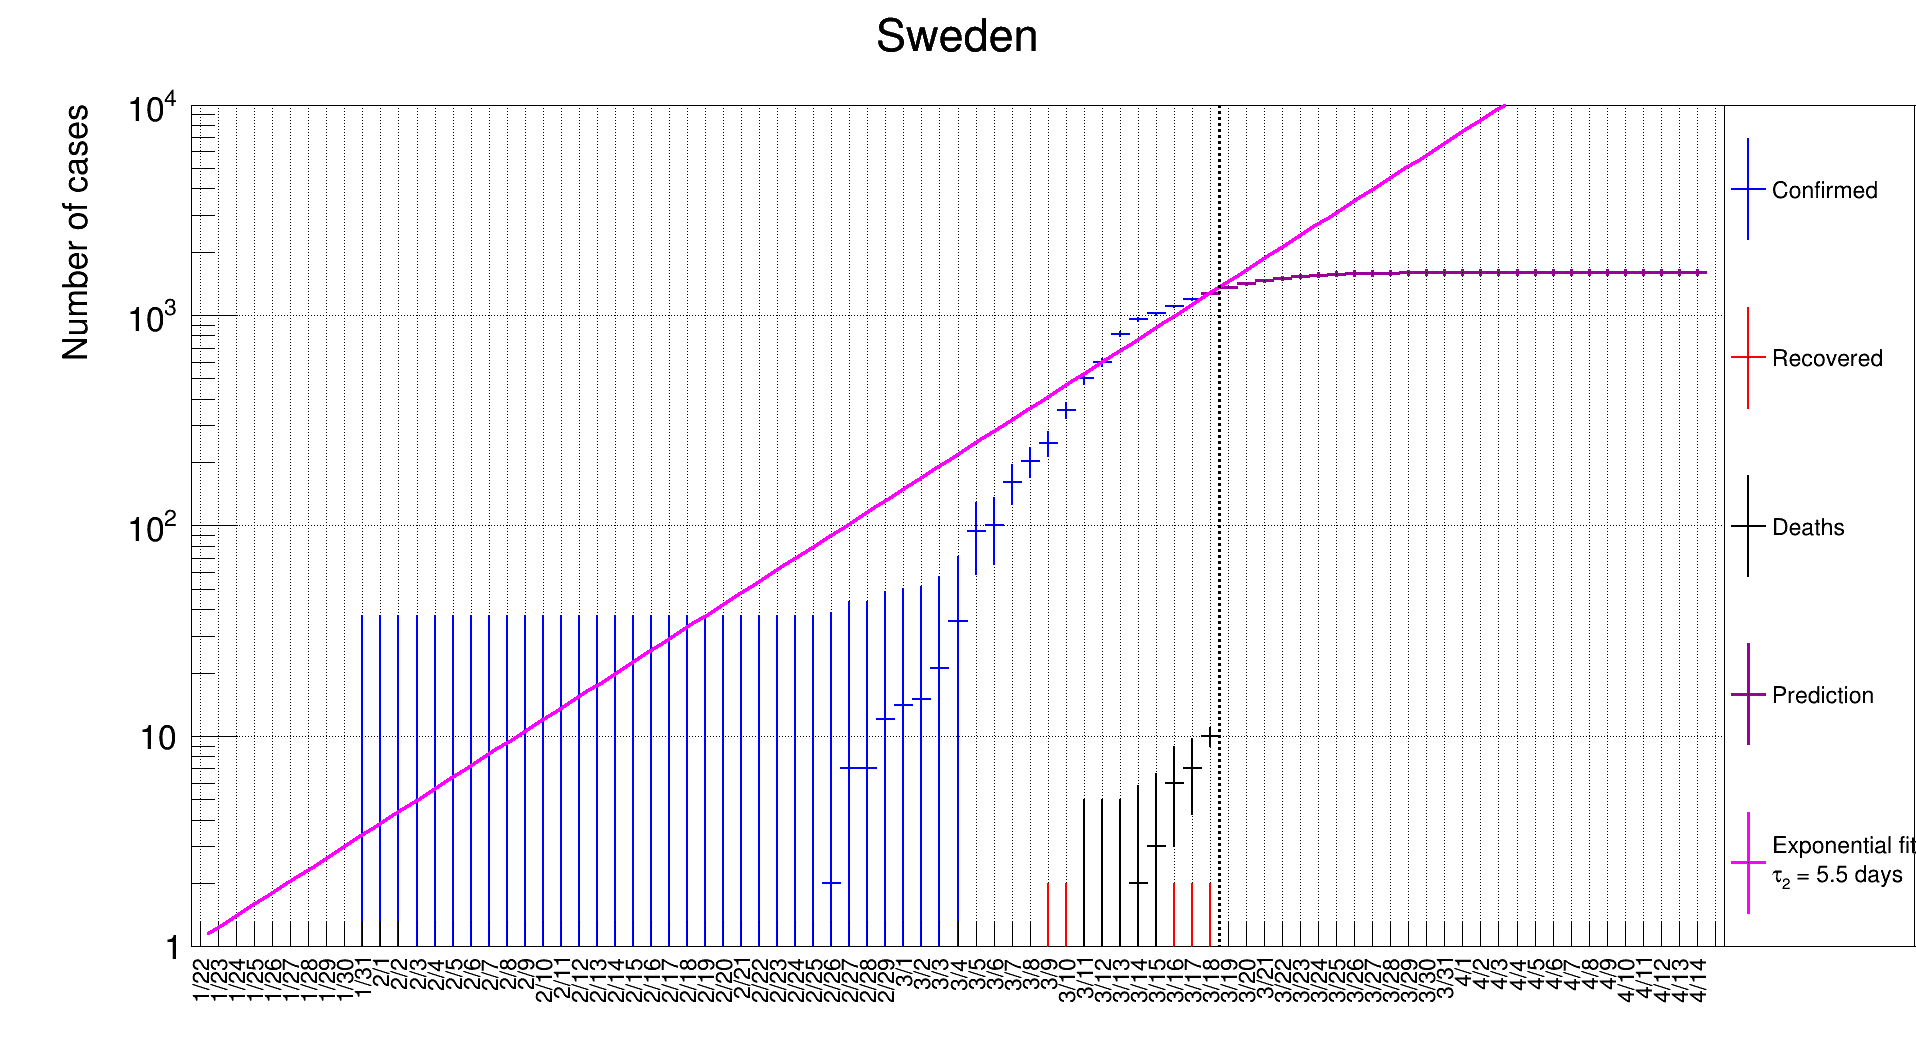 Sweden
Number of cases
10⁴
10³
10²
10
1
1/22 1/23 1/24 1/25 1/26 1/27 1/28 1/29 1/30 1/31 2/1 2/2 2/3 2/4 2/5 2/6 2/7 2/8 2/9 2/10 2/11 2/12 2/13 2/14 2/15 2/16 2/17 2/18 2/19 2/20 2/21 2/22 2/23 2/24 2/25 2/26 2/27 2/28 2/29 3/1 3/2 3/3 3/4 3/5 3/6 3/7 3/8 3/9 3/10 3/11 3/12 3/13 3/14 3/15 3/16 3/17 3/18 3/19 3/20 3/21 3/22 3/23 3/24 3/25 3/26 3/27 3/28 3/29 3/30 3/31 4/1 4/2 4/3 4/4 4/5 4/6 4/7 4/8 4/9 4/10 4/11 4/12 4/13 4/14
Confirmed
Recovered
Deaths
Prediction
Exponential fit
τ₂ = 5.5 days